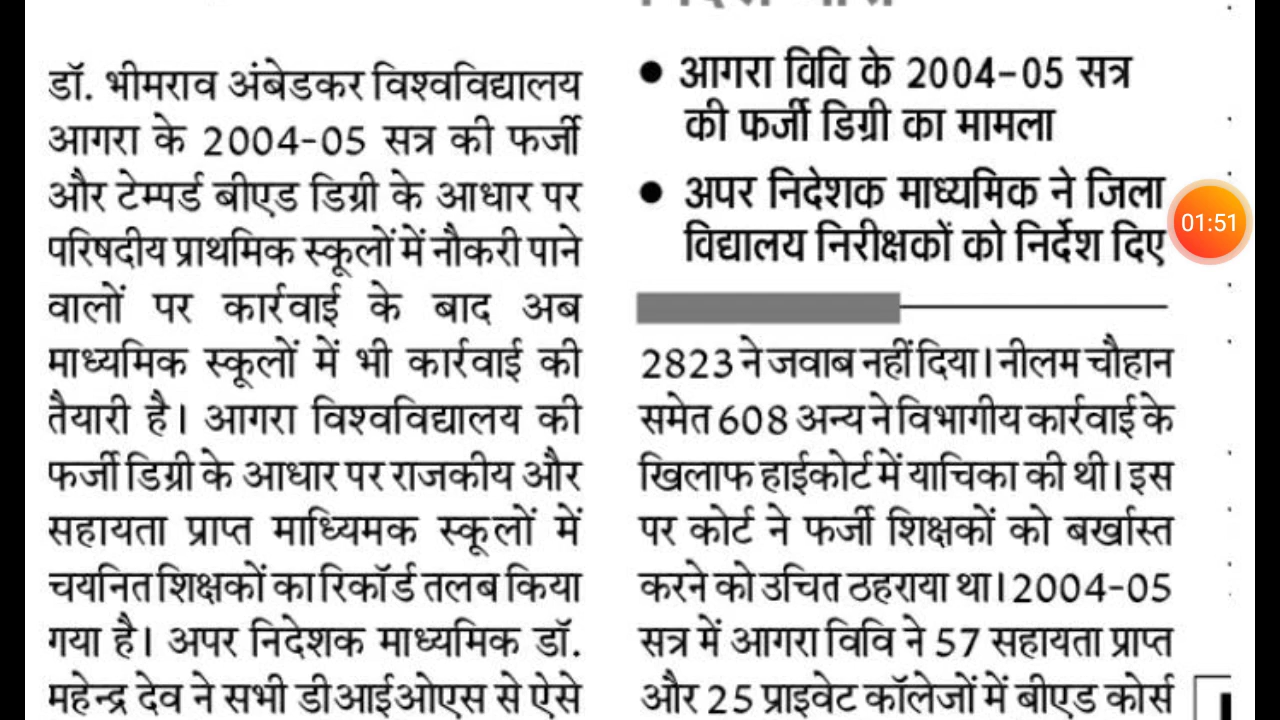 डॉ. भीमराव अंबेडकर विश्वविद्यालय
आगरा के 2004-05 सत्र की फर्जी
और टेम्पर्ड बीएड डिग्री के आधार पर
परिषदीय प्राथमिक स्कूलों में नौकरी पाने
वालों पर कार्रवाई के बाद अब
माध्यमिक स्कूलों में भी कार्रवाई की
तैयारी है। आगरा विश्वविद्यालय की
फर्जी डिग्री के आधार पर राजकीय और
सहायता प्राप्त माध्यिमक स्कूलों में
चयनित शिक्षकों का रिकॉर्ड तलब किया
गया है। अपर निदेशक माध्यमिक डॉ.
महेन्द्र देव ने सभी डीआईओएस से ऐसे
● आगरा विवि के 2004-05 सत्र
की फर्जी डिग्री का मामला
● अपर निदेशक माध्यमिक ने जिला
विद्यालय निरीक्षकों को निर्देश दिए
2823 ने जवाब नहीं दिया। नीलम चौहान
समेत 608 अन्य ने विभागीय कार्रवाई के
खिलाफ हाईकोर्ट में याचिका की थी। इस
पर कोर्ट ने फर्जी शिक्षकों को बर्खास्त
करने को उचित ठहराया था। 2004-05
सत्र में आगरा विवि ने 57 सहायता प्राप्त
और 25 प्राइवेट कॉलेजों में बीएड कोर्स
01:51